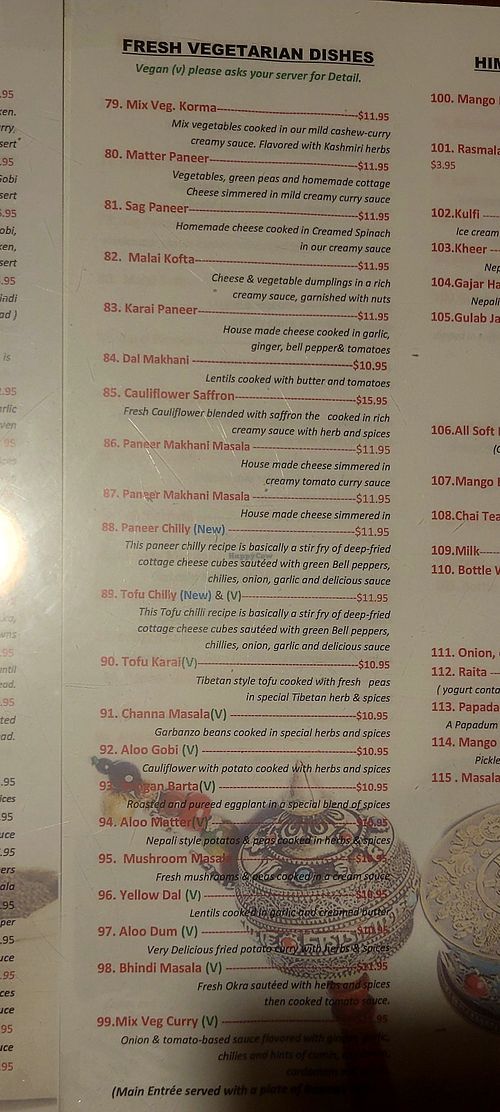 FRESH VEGETARIAN DISHES
Vegan (v) please asks your server for Detail.
79. Mix Veg. Korma $11.95
Mix vegetables cooked in our mild cashew-curry
creamy sauce. Flavored with Kashmiri herbs
80. Matter Paneer $11.95
Vegetables, green peas and homemade cottage
Cheese simmered in mild creamy curry sauce
81. Sag Paneer $11.95
Homemade cheese cooked in Creamed Spinach
in our creamy sauce
82. Malai Kofta $11.95
Cheese & vegetable dumplings in a rich
creamy sauce, garnished with nuts
83. Karai Paneer $11.95
House made cheese cooked in garlic,
ginger, bell pepper& tomatoes
84. Dal Makhani $10.95
Lentils cooked with butter and tomatoes
85. Cauliflower Saffron $15.95
Fresh Cauliflower blended with saffron the cooked in rich
creamy sauce with herb and spices
86. Paneer Makhani Masala $11.95
House made cheese simmered in
creamy tomato curry sauce
87. Paneer Makhani Masala $11.95
House made cheese simmered in
88. Paneer Chilly (New) $11.95
This paneer chilly recipe is basically a stir fry of deep-fried
cottage cheese cubes sautéed with green Bell peppers,
chilies, onion, garlic and delicious sauce
HappyCow
89. Tofu Chilly (New) & (V) $11.95
This Tofu chilli recipe is basically a stir fry of deep-fried
cottage cheese cubes sautéed with green Bell peppers,
chillies, onion, garlic and delicious sauce
90. Tofu Karai(V) $10.95
Tibetan style tofu cooked with fresh peas
in special Tibetan herb & spices
91. Channa Masala(V) $10.95
Garbanzo beans cooked in special herbs and spices
92. Aloo Gobi (V) $10.95
Cauliflower with potato cooked with herbs and spices
93. Barta(V) $10.95
Roasted and pureed eggplant in a special blend of spices
94. Aloo Matter(V)
Nepali style potatos & peas cooked in herbs & spices
95. Mushroom Masala
Fresh mushrooms & peas cooked in a cream sauce
96. Yellow Dal (V)
Lentils cooked in garlic and creamed butter
97. Aloo Dum (V)
Very Delicious fried potato curry with herbs & spices
98. Bhindi Masala (V) $11.95
Fresh Okra sautéed with herbs and spices
then cooked tomato sauce.
99.Mix Veg Curry (V)
Onion & tomato-based sauce flavored with ginger, garlic,
chilies and hints of cumin,
(Main Entrée served with a plate of
100. Mango
101. Rasmala
$3.95
102.Kulfi
Ice cream
103.Kheer
104.Gajar Ha
Nepali
105.Gulab Ja
106.All Soft
107.Mango
108.Chai Tea
109.Milk
110. Bottle
111. Onion,
112. Raita
( yogurt conta
113. Papada
A Papadum
114. Mango
Pickle
115 . Masala